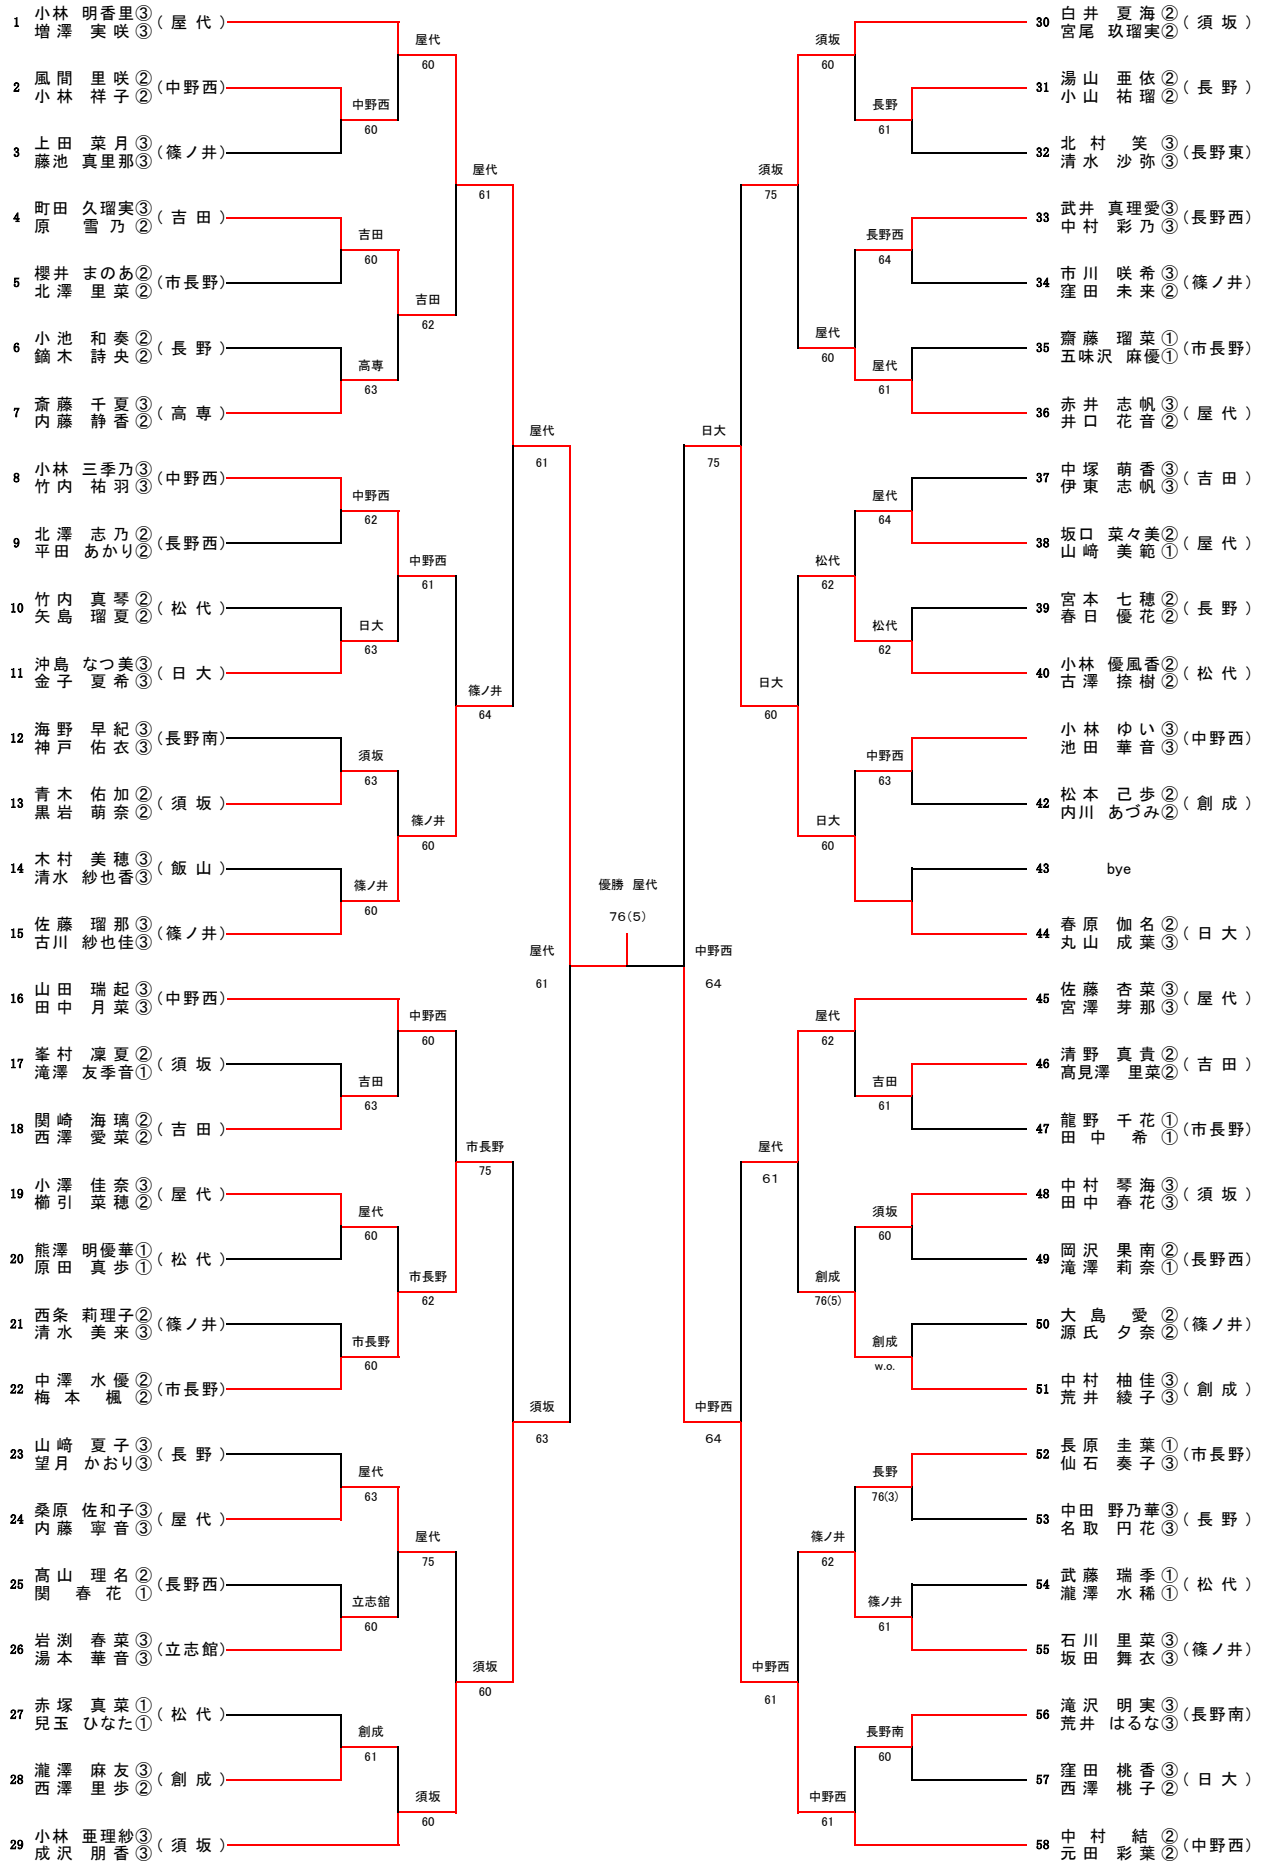 1 小林 明香里③ ( 屋 代 )
増澤 実咲③
2 風間 里咲② (中野西)
小林 祥子②
3 上田 菜月③ (篠ノ井)
藤池 真里那③
4 町田 久瑠実③ ( 吉 田 )
原 雪乃②
5 櫻井 まのあ② (市長野)
北澤 里菜②
6 小池 和奏② ( 長 野 )
鏑木 詩央②
7 斎藤 千夏③ ( 高 専 )
内藤 静香②
8 小林 三季乃③ (中野西)
竹内 祐羽③
9 北澤 志乃② (長野西)
平田 あかり②
10 竹内 真琴② ( 松 代 )
矢島 瑠夏②
11 沖島 なつ美③ ( 日 大 )
金子 夏希③
12 海野 早紀③ (長野南)
神戸 佑衣③
13 青木 佑加② ( 須 坂 )
黒岩 萌奈②
14 木村 美穂③ ( 飯 山 )
清水 紗也香③
15 佐藤 瑠那③ (篠ノ井)
古川 紗也佳③
16 山田 瑞起③ (中野西)
田中 月菜③
17 峯村 凜夏② ( 須 坂 )
滝澤 友季音①
18 関崎 海璃② ( 吉 田 )
西澤 愛菜②
19 小澤 佳奈③ ( 屋 代 )
櫛引 菜穂②
20 熊澤 明優華① ( 松 代 )
原田 真歩①
21 西条 莉理子② (篠ノ井)
清水 美来③
22 中澤 水優② (市長野)
梅本 楓②
23 山﨑 夏子③ ( 長 野 )
望月 かおり③
24 桑原 佐和子③ ( 屋 代 )
内藤 寧音③
25 髙山 理名② (長野西)
関 春花①
26 岩渕 春菜③ (立志館)
湯本 華音③
27 赤塚 真菜① ( 松 代 )
兒玉 ひなた①
28 瀧澤 麻友③ ( 創 成 )
西澤 里歩②
29 小林 亜理紗③ ( 須 坂 )
成沢 朋香③
中野西
60
吉田
60
高専
63
中野西
62
日大
63
須坂
63
篠ノ井
60
吉田
63
屋代
60
市長野
60
屋代
63
立志館
60
創成
61
屋代
60
吉田
62
中野西
61
篠ノ井
60
中野西
60
市長野
62
屋代
75
須坂
60
屋代
61
篠ノ井
64
市長野
75
須坂
60
屋代
61
須坂
63
屋代
61
優勝 屋代
76(5)
中野西
64
日大
75
中野西
64
須坂
75
日大
60
屋代
61
中野西
61
須坂
60
屋代
60
松代
62
日大
60
屋代
62
創成
76(5)
篠ノ井
62
中野西
61
長野
61
長野西
64
屋代
61
屋代
64
松代
62
中野西
63
吉田
61
須坂
60
創成
w.o.
長野
76(3)
篠ノ井
61
長野南
60
30 白井 夏海② ( 須 坂 )
宮尾 玖瑠実②
31 湯山 亜依② ( 長 野 )
小山 祐瑠②
32 北村 笑③ (長野東)
清水 沙弥③
33 武井 真理愛③ (長野西)
中村 彩乃③
34 市川 咲希③ (篠ノ井)
窪田 未来②
35 齋藤 瑠菜① (市長野)
五味沢 麻優①
36 赤井 志帆③ ( 屋 代 )
井口 花音②
37 中塚 萌香③ ( 吉 田 )
伊東 志帆③
38 坂口 菜々美② ( 屋 代 )
山﨑 美範①
39 宮本 七穂② ( 長 野 )
春日 優花②
40 小林 優風香② ( 松 代 )
古澤 捺樹②
小林 ゆい③ (中野西)
池田 華音③
42 松本 己歩② ( 創 成 )
内川 あづみ②
43 bye
44 春原 伽名② ( 日 大 )
丸山 成葉③
45 佐藤 杏菜③ ( 屋 代 )
宮澤 芽那③
46 清野 真貴② ( 吉 田 )
髙見澤 里菜②
47 龍野 千花① (市長野)
田中 希①
48 中村 琴海③ ( 須 坂 )
田中 春花③
49 岡沢 果南② (長野西)
滝澤 莉奈①
50 大島 愛② (篠ノ井)
源氏 夕奈②
51 中村 柚佳③ ( 創 成 )
荒井 綾子③
52 長原 圭葉① (市長野)
仙石 奏子③
53 中田 野乃華③ ( 長 野 )
名取 円花③
54 武藤 瑞季① ( 松 代 )
瀧澤 水稀①
55 石川 里菜③ (篠ノ井)
坂田 舞衣③
56 滝沢 明実③ (長野南)
荒井 はるな③
57 窪田 桃香③ ( 日 大 )
西澤 桃子②
58 中村 結② (中野西)
元田 彩葉②